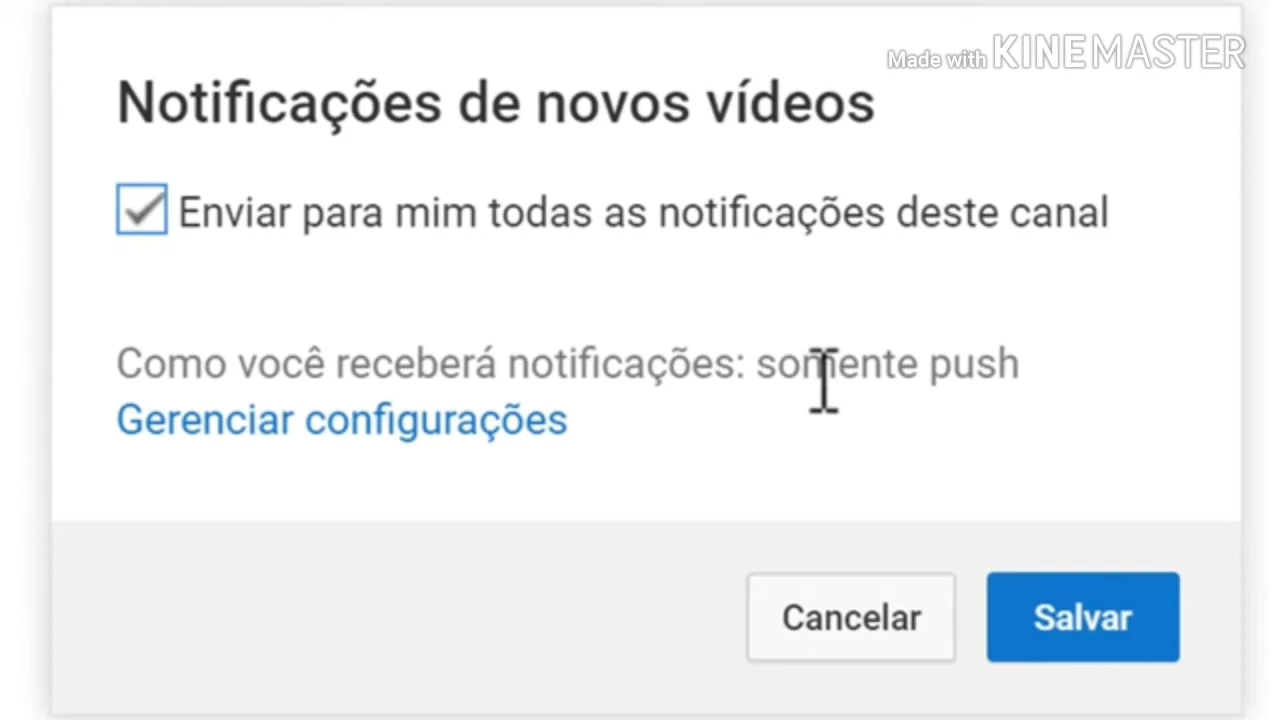 Made with KINEMASTER
Notificações de novos vídeos
Enviar para mim todas as notificações deste canal
Como você receberá notificações: somente push
Gerenciar configurações
Cancelar Salvar